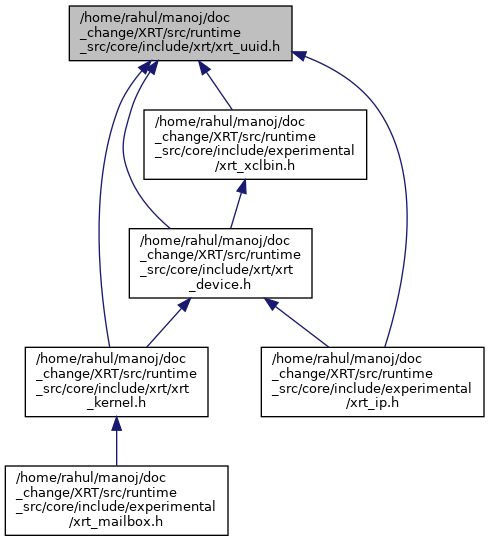 /home/rahul/manoj/doc
_change/XRT/src/runtime
_src/core/include/xrt/xrt_uuid.h
/home/rahul/manoj/doc
_change/XRT/src/runtime
_src/core/include/experimental
/xrt_xclbin.h
/home/rahul/manoj/doc
_change/XRT/src/runtime
_src/core/include/xrt/xrt
_device.h
/home/rahul/manoj/doc
_change/XRT/src/runtime
_src/core/include/xrt/xrt
_kernel.h
/home/rahul/manoj/doc
_change/XRT/src/runtime
_src/core/include/experimental
/xrt_ip.h
/home/rahul/manoj/doc
_change/XRT/src/runtime
_src/core/include/experimental
/xrt_mailbox.h